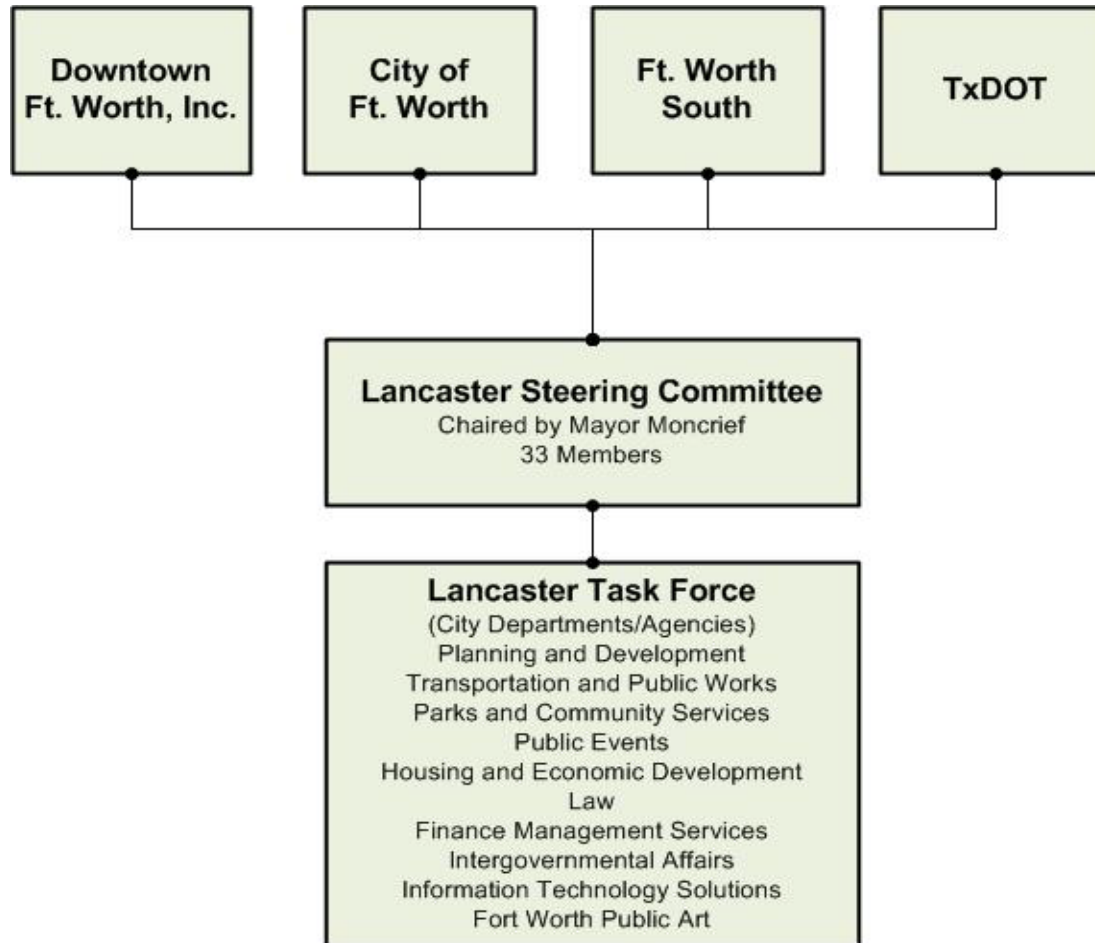 Downtown
Ft. Worth, Inc.
City of
Ft. Worth
Ft. Worth
South
TxDOT
Lancaster Steering Committee
Chaired by Mayor Moncrief
33 Members
Lancaster Task Force
(City Departments/Agencies)
Planning and Development
Transportation and Public Works
Parks and Community Services
Public Events
Housing and Economic Development
Law
Finance Management Services
Intergovernmental Affairs
Information Technology Solutions
Fort Worth Public Art